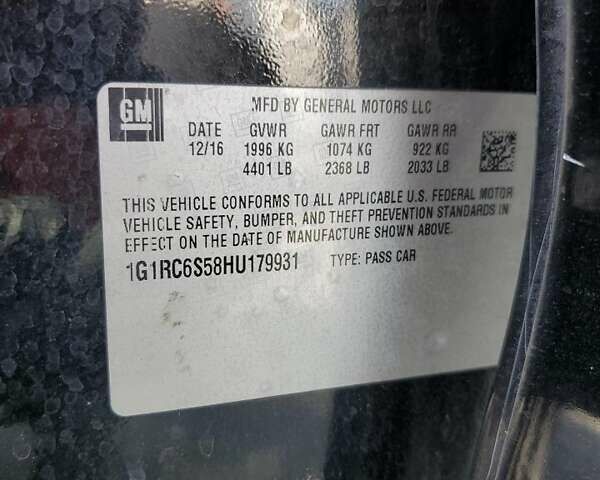 GM
MFD BY GENERAL MOTORS LLC
DATE GVWR GAWR FRT GAWR RR
12/16 1996 KG 1074 KG 922 KG
4401 LB 2368 LB 2033 LB
THIS VEHICLE CONFORMS TO ALL APPLICABLE U.S. FEDERAL MOTOR
VEHICLE SAFETY, BUMPER, AND THEFT PREVENTION STANDARDS IN
EFFECT ON THE DATE OF MANUFACTURE SHOWN ABOVE.
1G1RC6S58HU179931 TYPE: PASS CAR